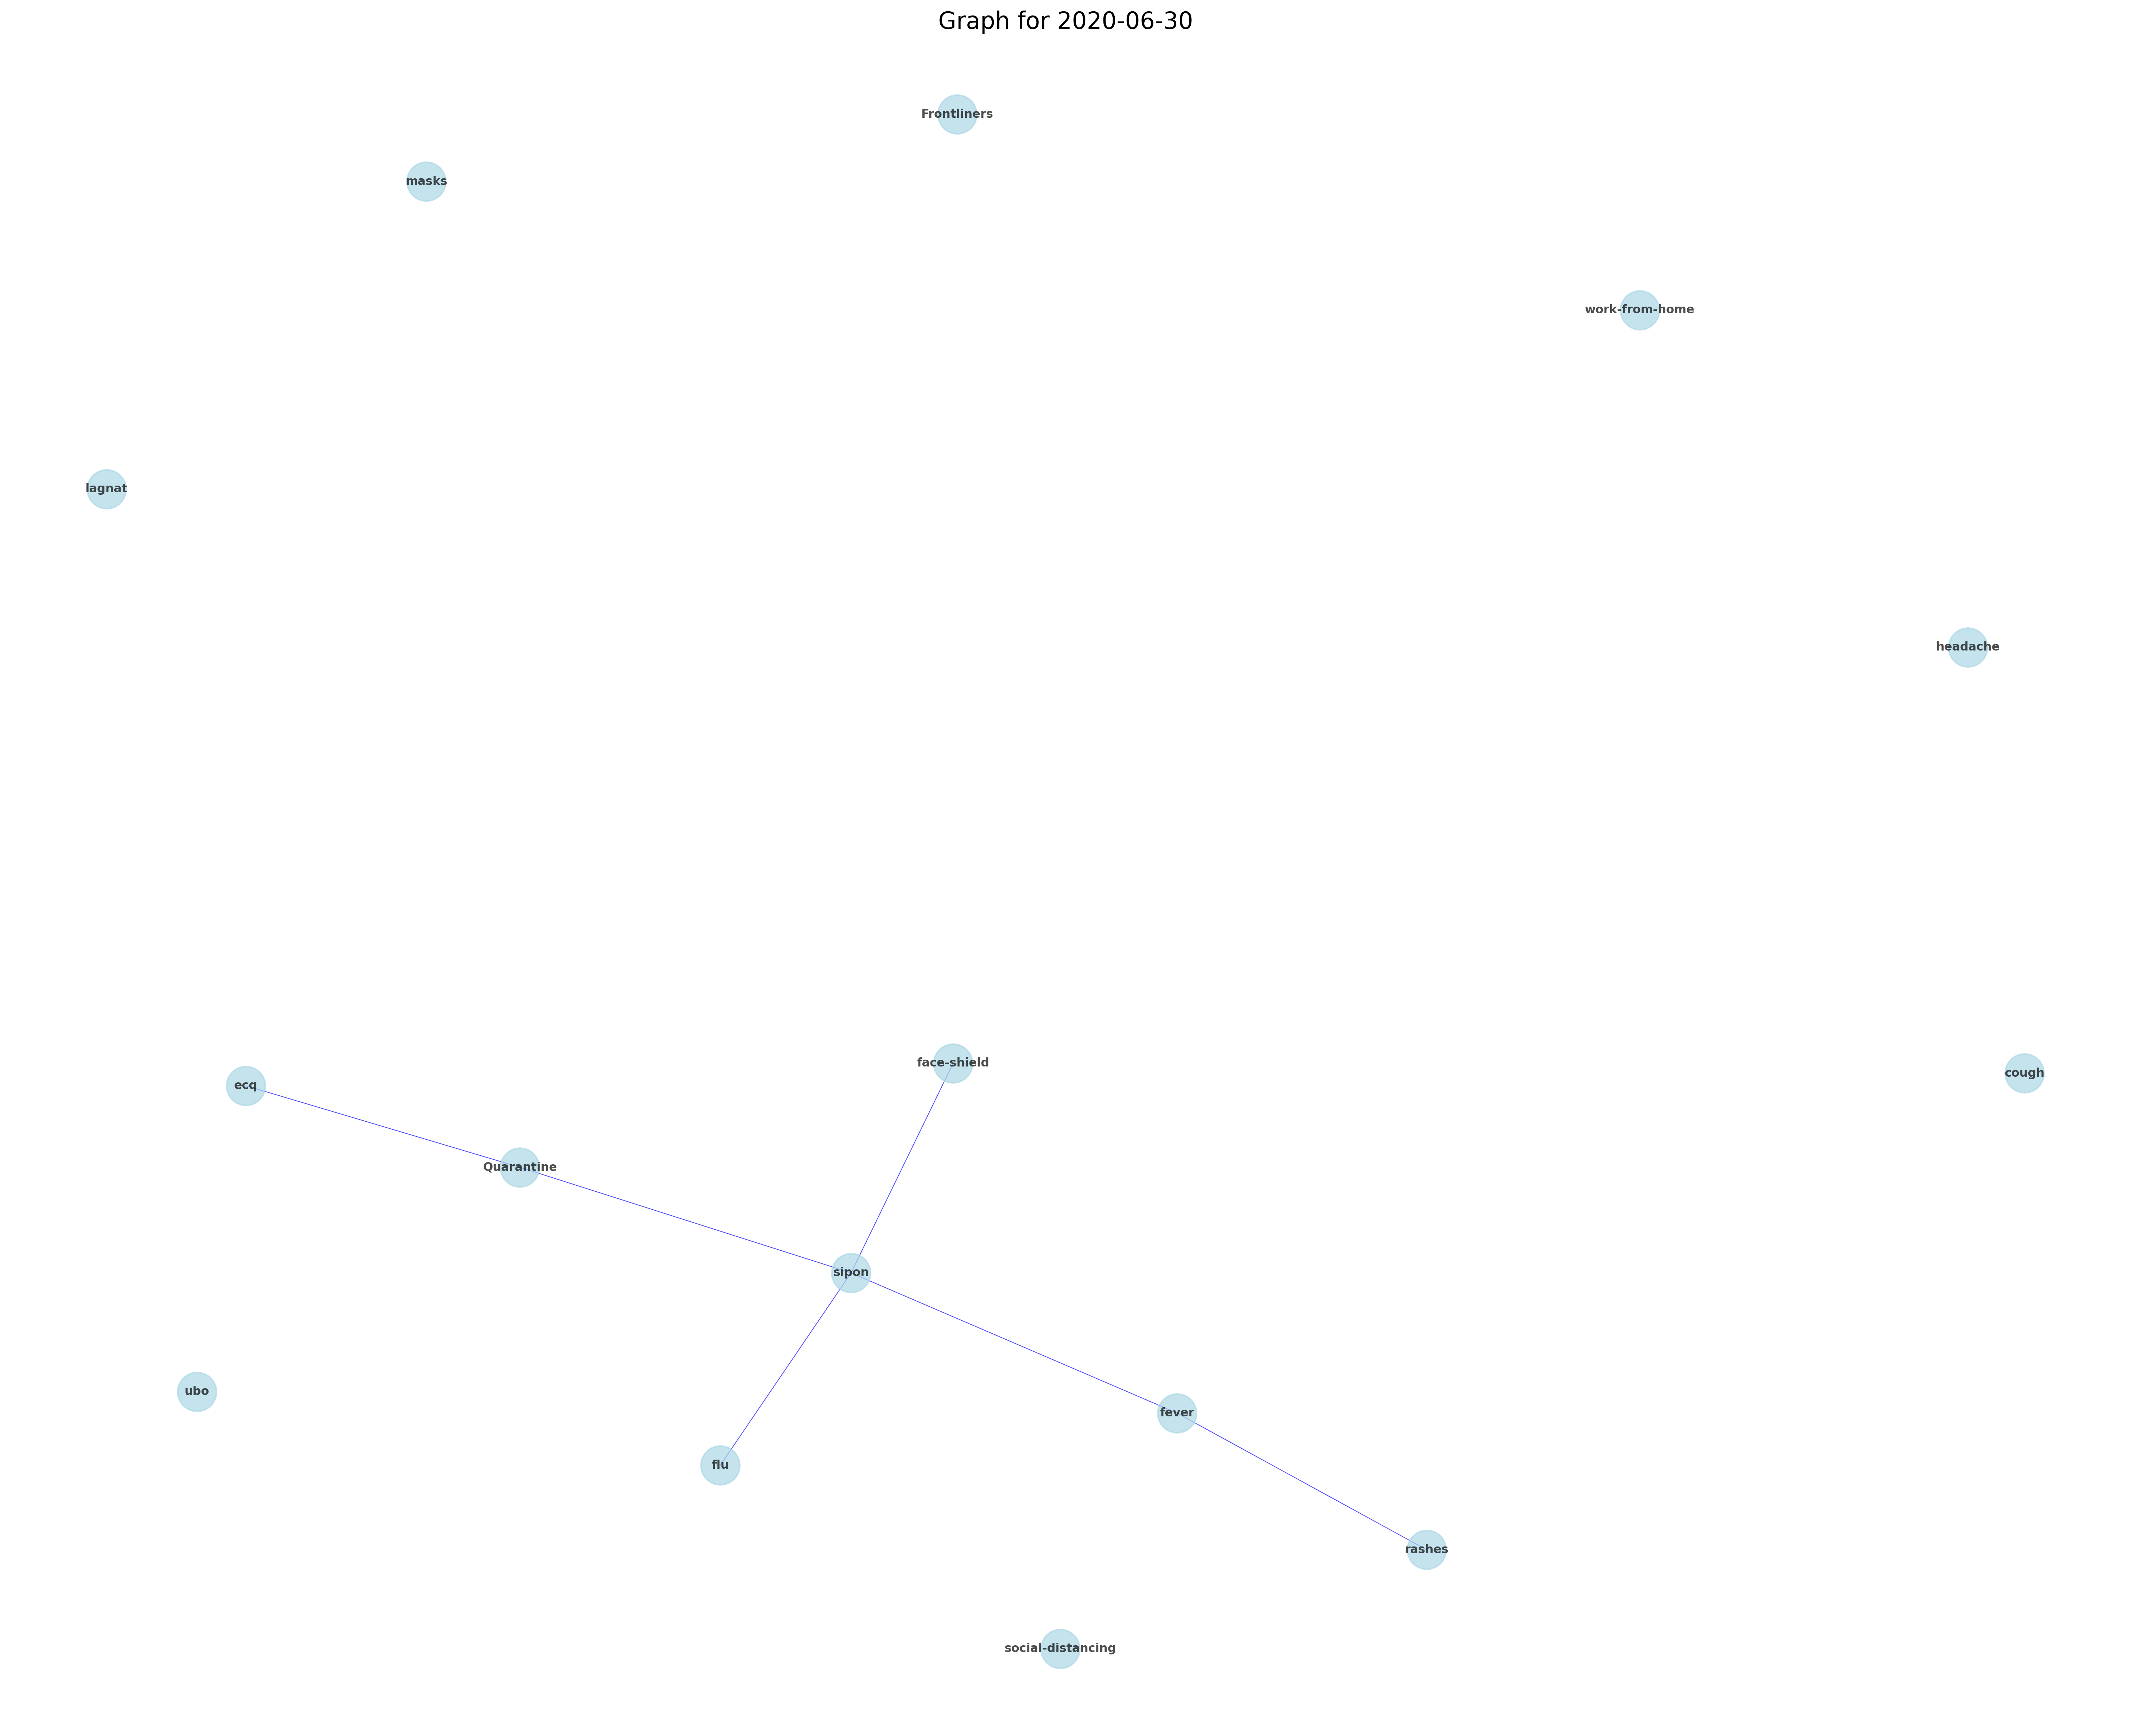 Graph for 2020-06-30
Frontliners
masks
work-from-home
lagnat
headache
face-shield
cough
ecq
Quarantine
sipon
ubo
fever
flu
rashes
social-distancing